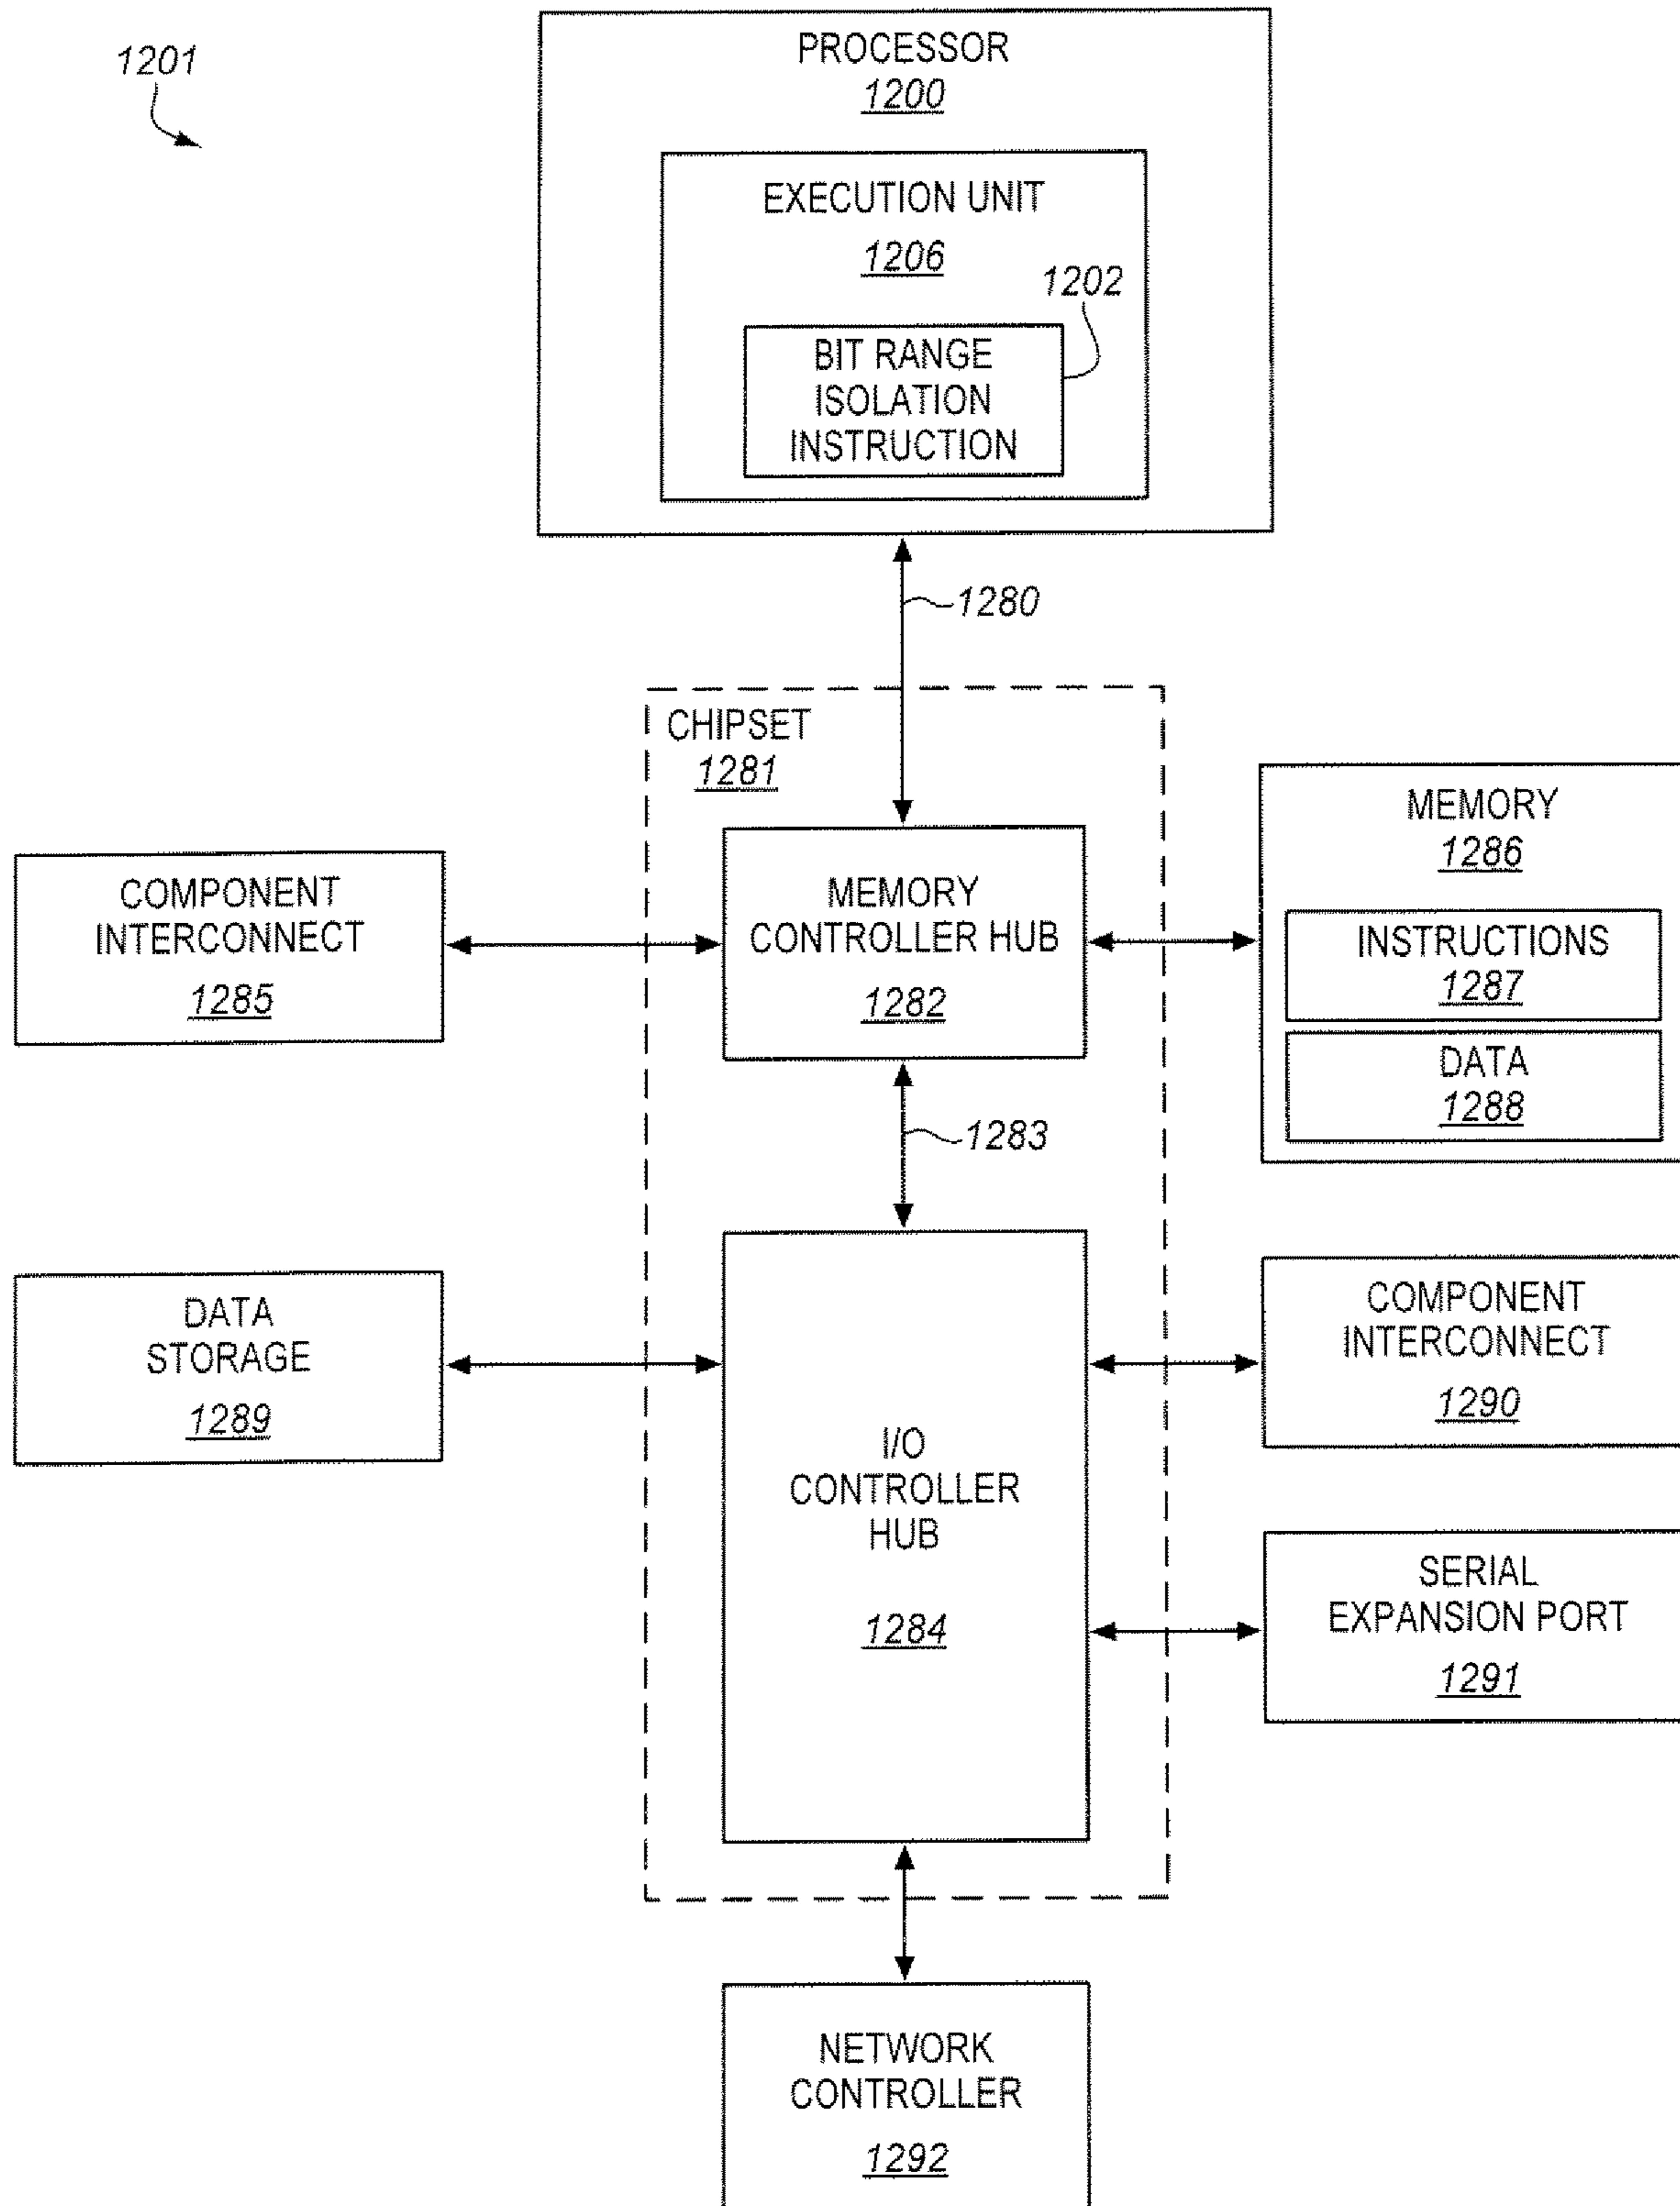 1201
PROCESSOR
1200
EXECUTION UNIT
1206
1202
BIT RANGE
ISOLATION
INSTRUCTION
1280
CHIPSET
1281
MEMORY
CONTROLLER HUB
1282
COMPONENT
INTERCONNECT
1285
MEMORY
1286
INSTRUCTIONS
1287
DATA
1288
1283
DATA
STORAGE
1289
I/O
CONTROLLER
HUB
1284
COMPONENT
INTERCONNECT
1290
SERIAL
EXPANSION PORT
1291
NETWORK
CONTROLLER
1292